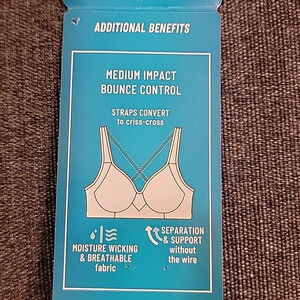 ADDITIONAL BENEFITS
MEDIUM IMPACT
BOUNCE CONTROL
STRAPS CONVERT
to criss-cross
MOISTURE WICKING
& BREATHABLE
fabric
SEPARATION
& SUPPORT
without
the wire